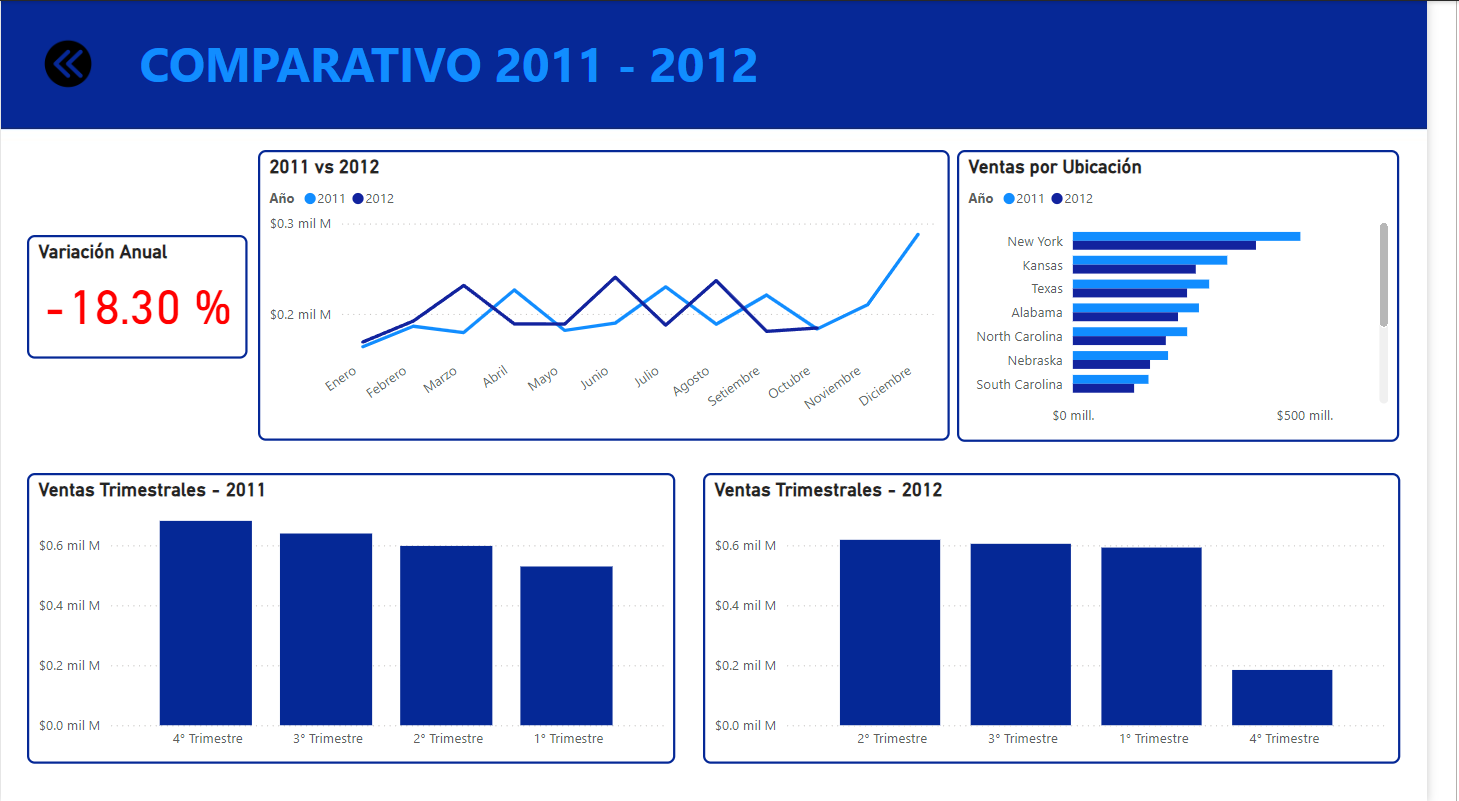 COMPARATIVO 2011 - 2012
Variación Anual
-18.30 %
2011 vs 2012
Año 2011 2012
$0.3 mil M
$0.2 mil M
Enero Febrero Marzo Abril Mayo Junio Julio Agosto Setiembre Octubre Noviembre Diciembre
Ventas por Ubicación
Año 2011 2012
New York
Kansas
Texas
Alabama
North Carolina
Nebraska
South Carolina
$0 mill. $500 mill.
Ventas Trimestrales - 2011
$0.6 mil M
$0.4 mil M
$0.2 mil M
$0.0 mil M
4° Trimestre 3° Trimestre 2° Trimestre 1° Trimestre
Ventas Trimestrales - 2012
$0.6 mil M
$0.4 mil M
$0.2 mil M
$0.0 mil M
2° Trimestre 3° Trimestre 1° Trimestre 4° Trimestre